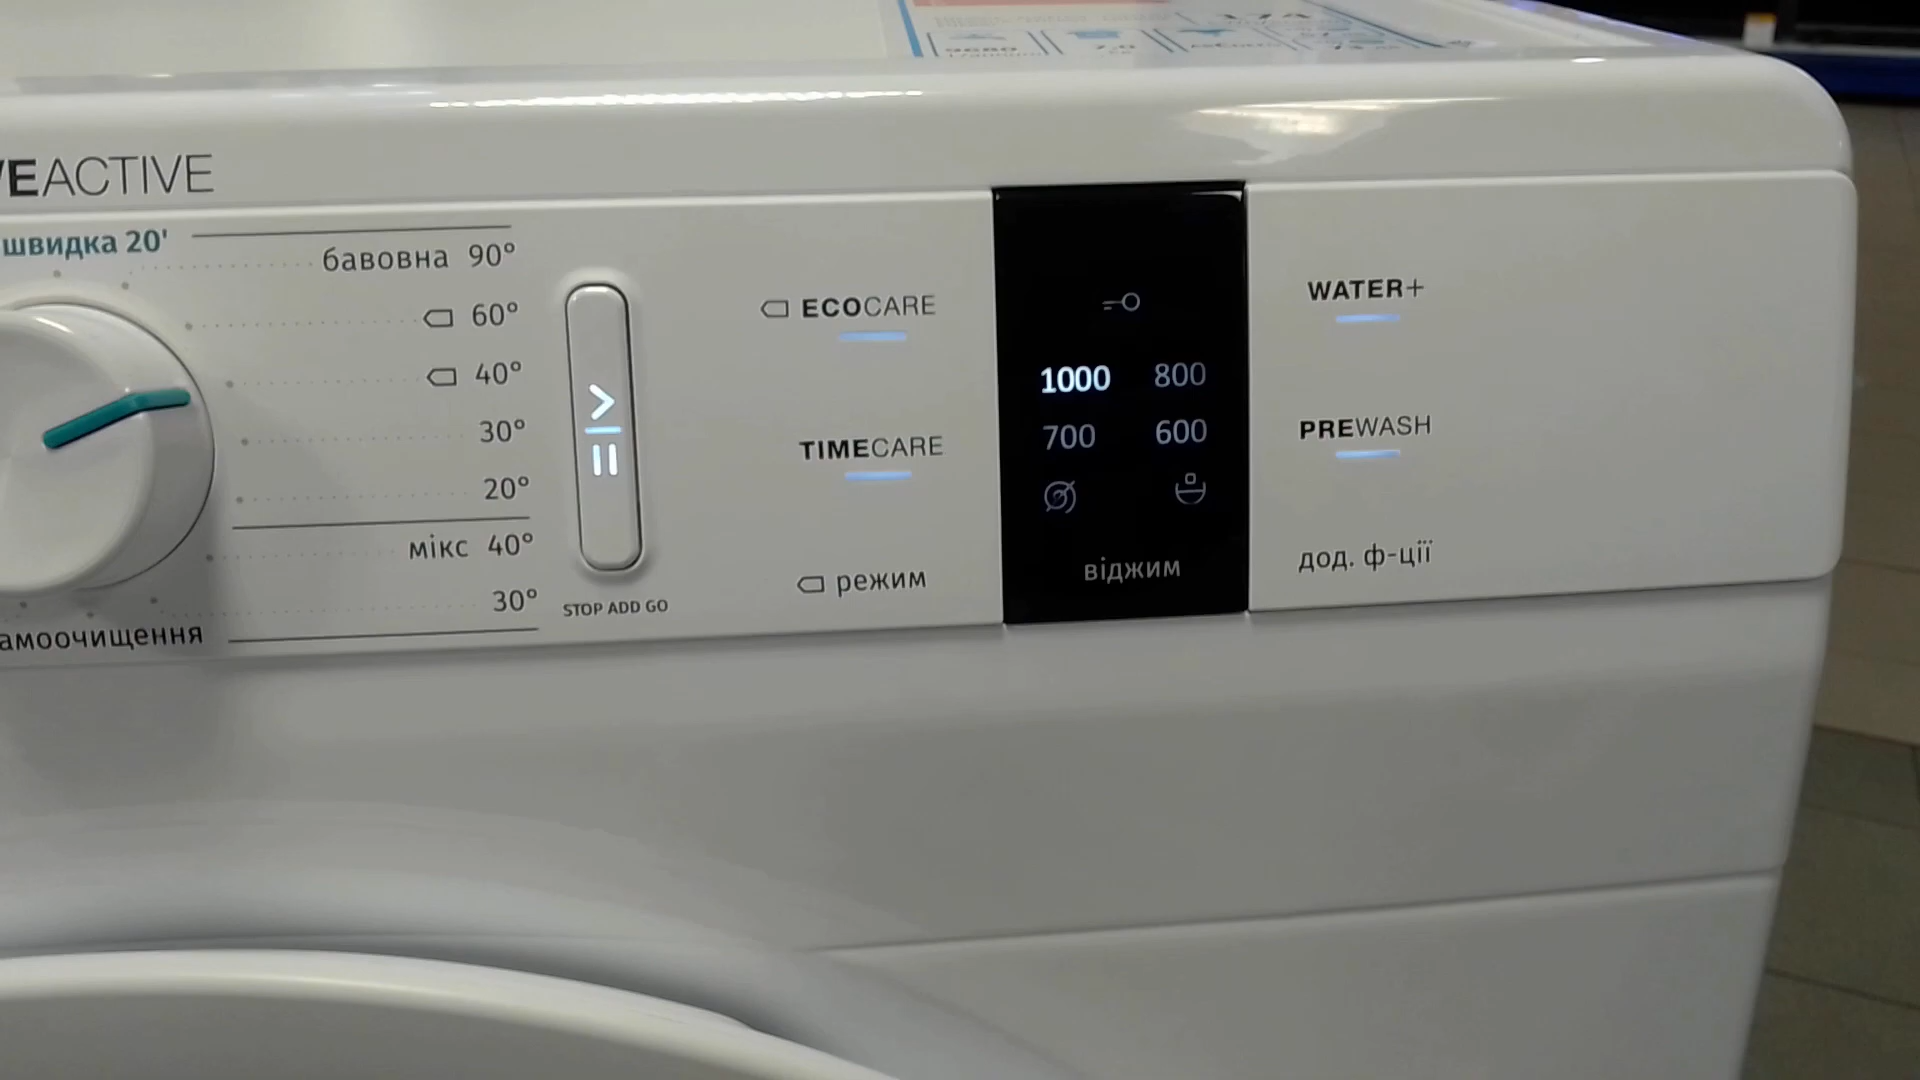 VEACTIVE
швидка 20'
бавовна 90°
60°
40°
30°
20°
мікс 40°
30°
амоочищення
STOP ADD GO
ECOCARE
TIMECARE
режим
1000 800
700 600
віджим
WATER+
PREWASH
дод. ф-ції